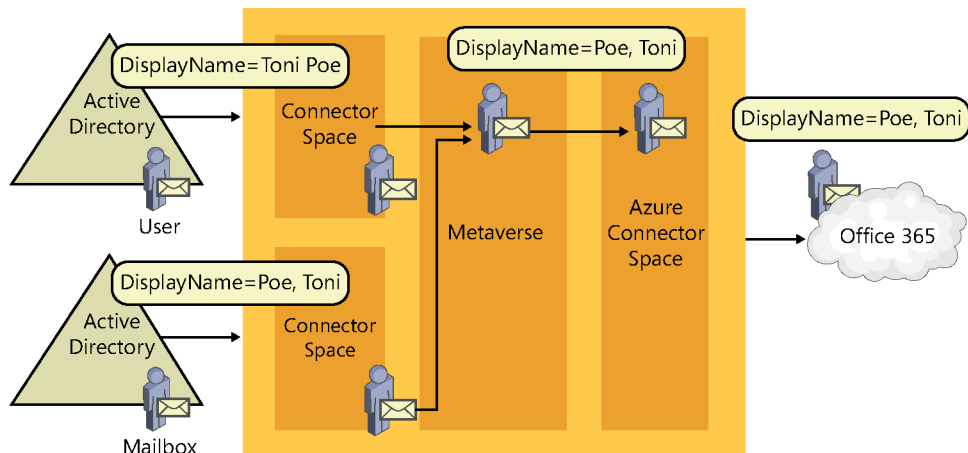 DisplayName=Toni Poe
Active
Directory
User
Connector
Space
DisplayName=Poe, Toni
Metaverse
Azure
Connector
Space
DisplayName=Poe, Toni
Office 365
DisplayName=Poe, Toni
Active
Directory
Mailbox
Connector
Space